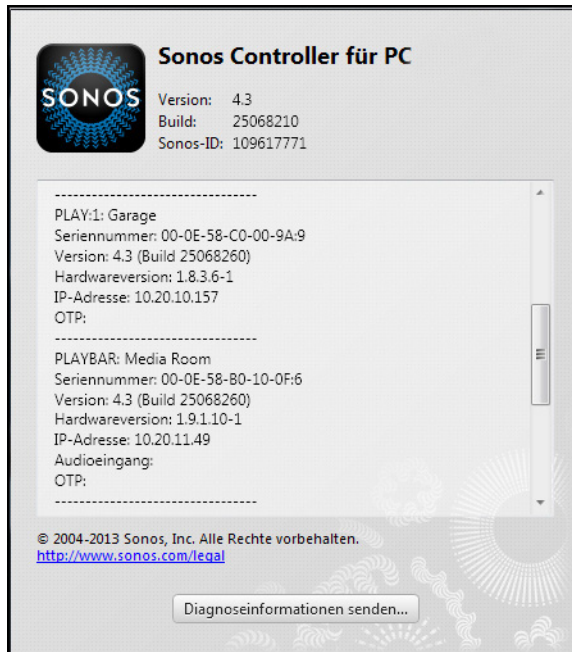 SONOS
Sonos Controller für PC
Version: 4.3
Build: 25068210
Sonos-ID: 109617771
---------------------------------
PLAY:1: Garage
Seriennummer: 00-0E-58-C0-00-9A:9
Version: 4.3 (Build 25068260)
Hardwareversion: 1.8.3.6-1
IP-Adresse: 10.20.10.157
OTP:
---------------------------------
PLAYBAR: Media Room
Seriennummer: 00-0E-58-B0-10-0F:6
Version: 4.3 (Build 25068260)
Hardwareversion: 1.9.1.10-1
IP-Adresse: 10.20.11.49
Audioeingang:
OTP:
---------------------------------
© 2004-2013 Sonos, Inc. Alle Rechte vorbehalten.
http://www.sonos.com/legal
Diagnoseinformationen senden...